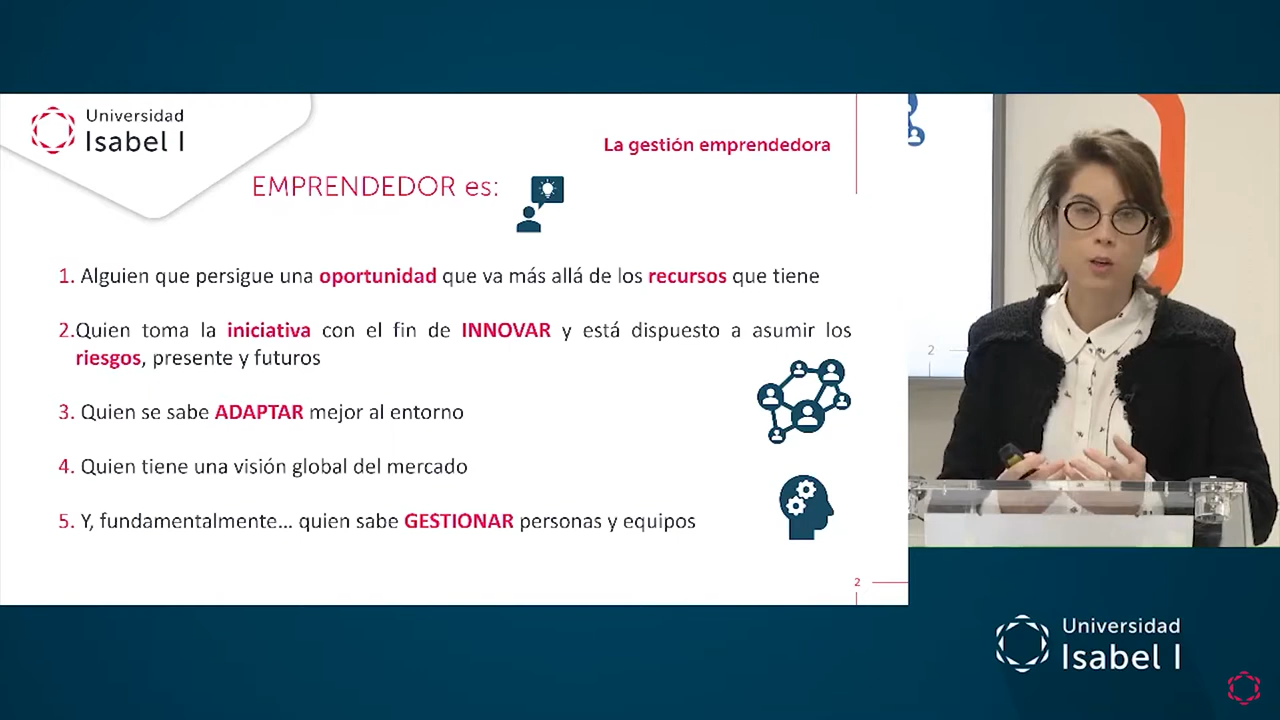 Universidad
Isabel I
La gestión emprendedora
EMPRENDEDOR es:
1. Alguien que persigue una oportunidad que va más allá de los recursos que tiene
2.Quien toma la iniciativa con el fin de INNOVAR y está dispuesto a asumir los
riesgos, presente y futuros
3. Quien se sabe ADAPTAR mejor al entorno
4. Quien tiene una visión global del mercado
5. Y, fundamentalmente... quien sabe GESTIONAR personas y equipos
2
2
Universidad
Isabel I